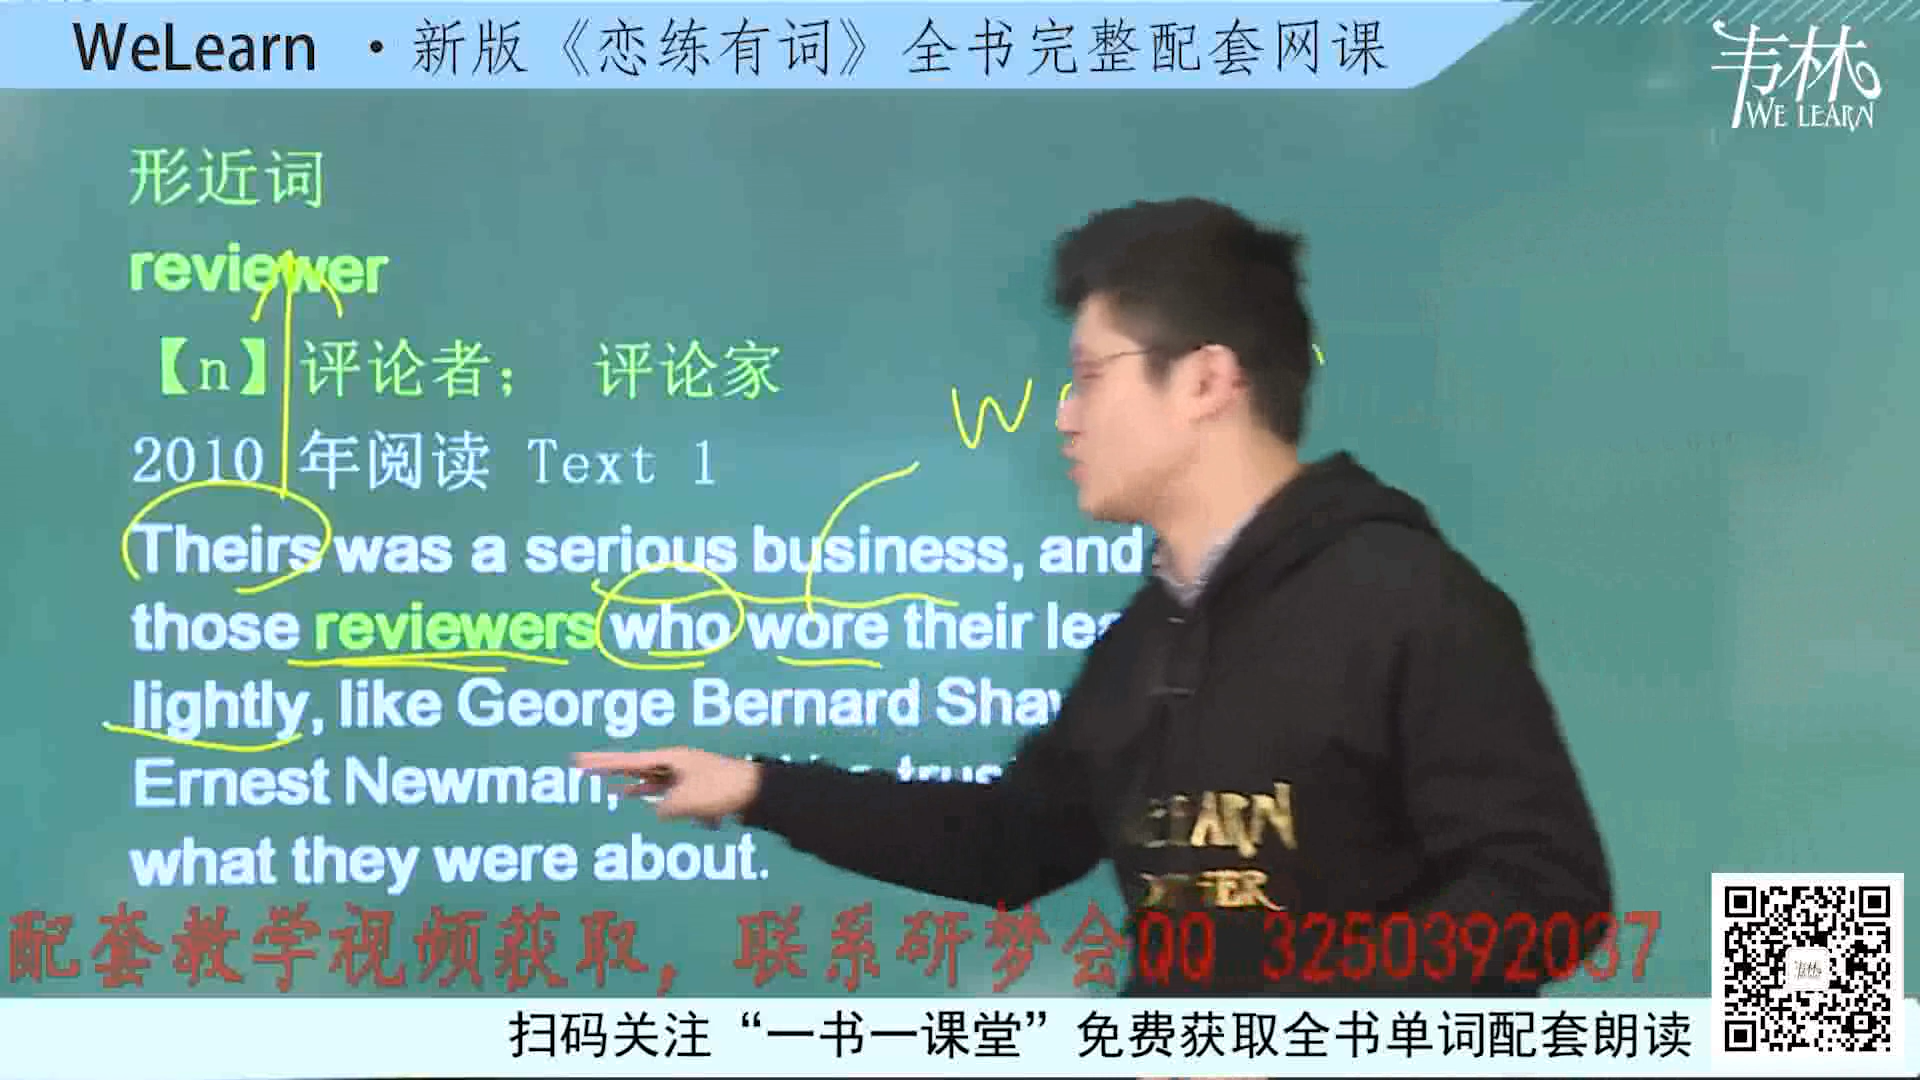 WeLearn ·新版《恋练有词》全书完整配套网课
韦林
WE LEARN
形近词
reviewer
【n】评论者； 评论家
2010 年阅读 Text 1
Theirs was a serious business, and
those reviewers who wore their
lightly, like George Bernard
Ernest Newman,
what they were about.
W
EARN
配套教学视频获取，联系研梦会QQ 3250392037
扫码关注“一书一课堂”免费获取全书单词配套朗读